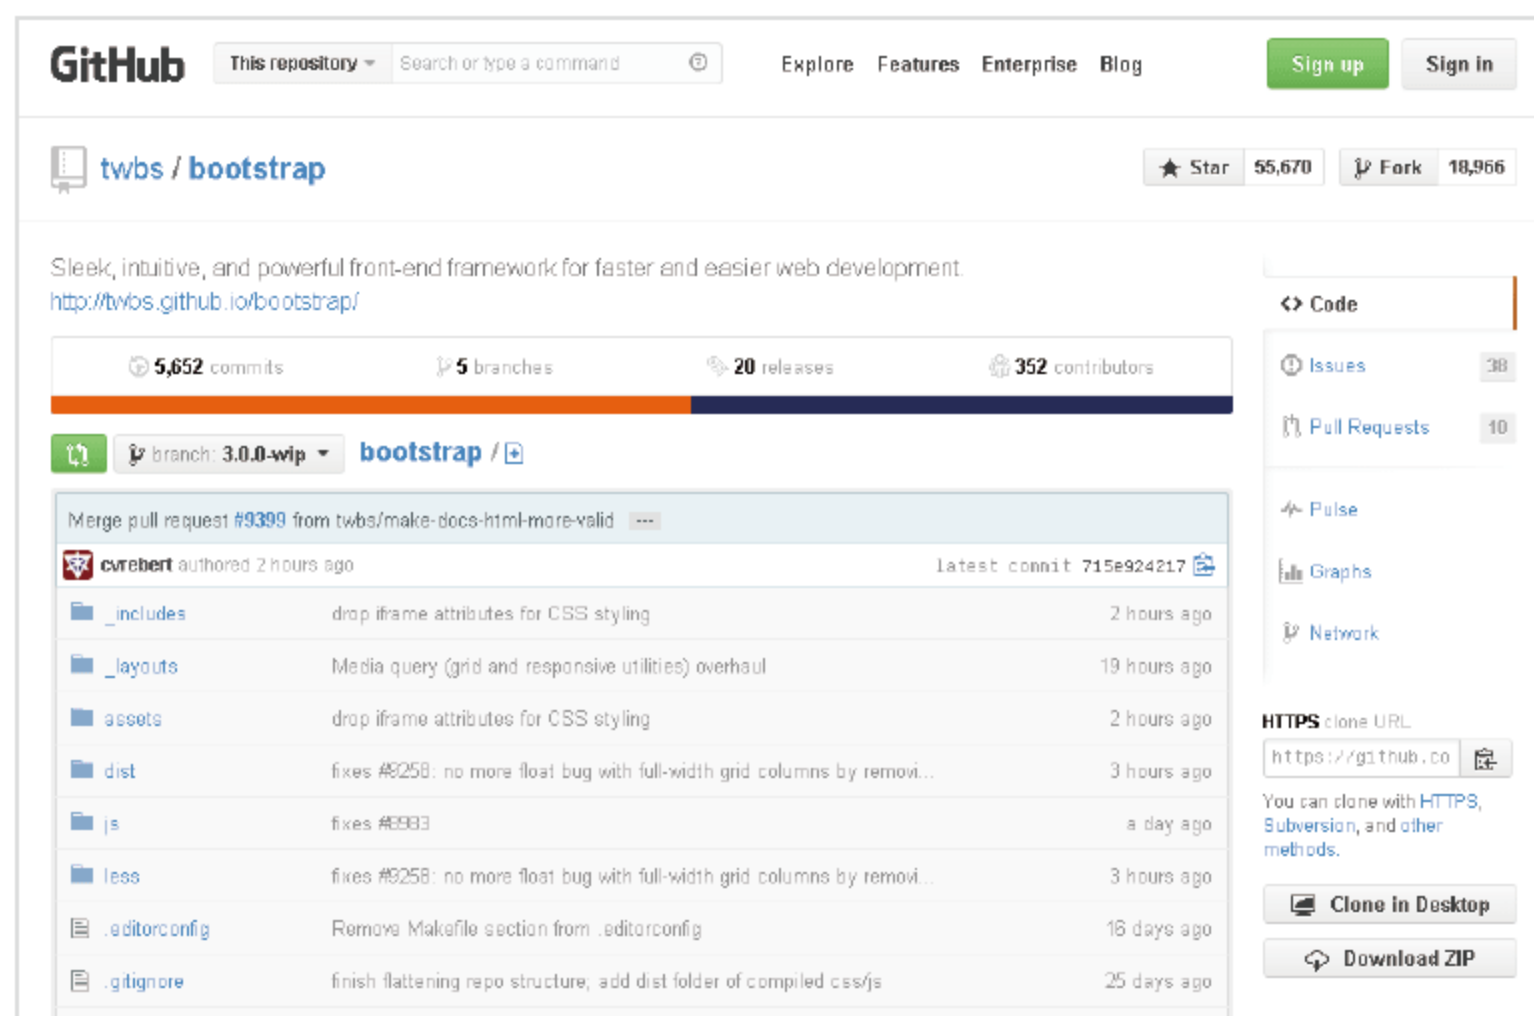 GitHub This repository Search or type a command Explore Features Enterprise Blog Sign up Sign in
twbs / bootstrap Star 55,670 Fork 18,966
Sleek, intuitive, and powerful front-end framework for faster and easier web development.
http://twbs.github.io/bootstrap/
5,652 commits 5 branches 20 releases 352 contributors
branch: 3.0.0-wip bootstrap /
Merge pull request #9399 from twbs/make-docs-html-more-valid ...
cvrebert authored 2 hours ago latest commit 715e924217
_includes drop iframe attributes for CSS styling 2 hours ago
_layouts Media query (grid and responsive utilities) overhaul 19 hours ago
assets drop iframe attributes for CSS styling 2 hours ago
dist fixes #9258: no more float bug with full-width grid columns by removi... 3 hours ago
js fixes #8983 a day ago
less fixes #9258: no more float bug with full-width grid columns by removi... 3 hours ago
.editorconfig Remove Makefile section from .editorconfig 16 days ago
.gitignore finish flattening repo structure; add dist folder of compiled css/js 25 days ago
Code
Issues 38
Pull Requests 10
Pulse
Graphs
Network
HTTPS clone URL
https://github.co
You can clone with HTTPS,
Subversion, and other
methods.
Clone in Desktop
Download ZIP